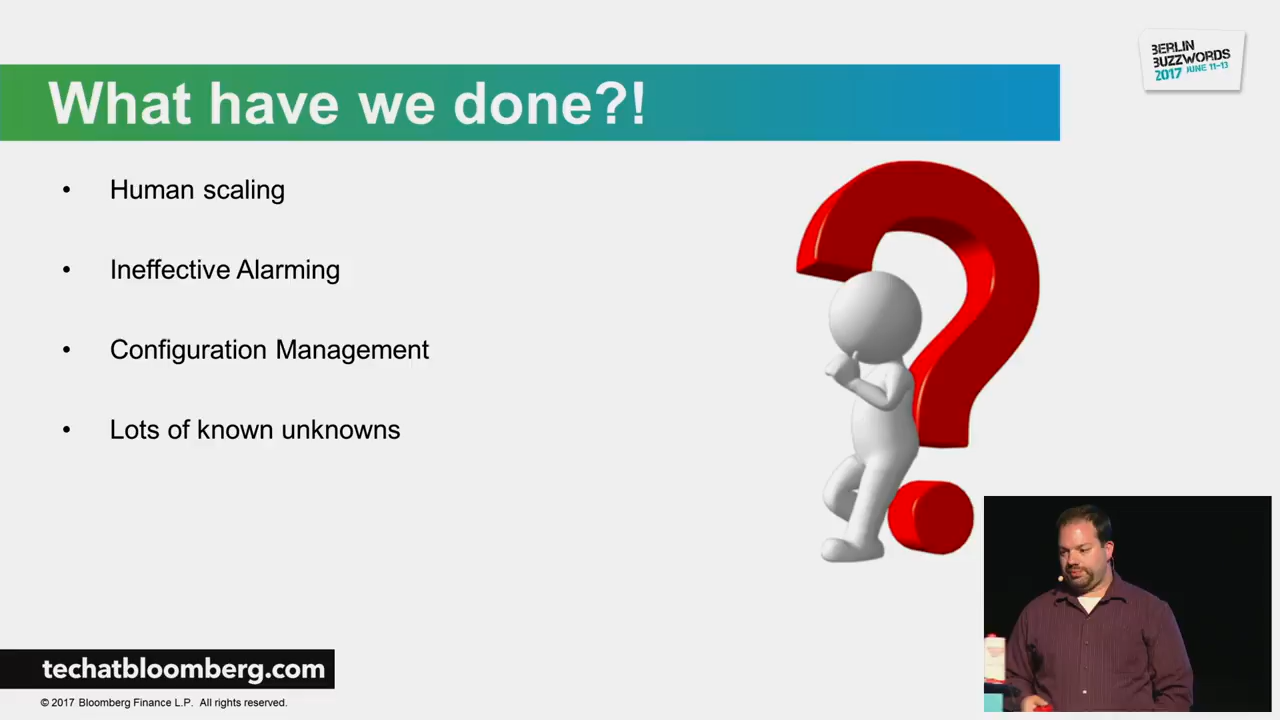 BERLIN
BUZZWORDS
2017 JUNE 11-13
What have we done?!
• Human scaling
• Ineffective Alarming
• Configuration Management
• Lots of known unknowns
techatbloomberg.com
© 2017 Bloomberg Finance L.P. All rights reserved.